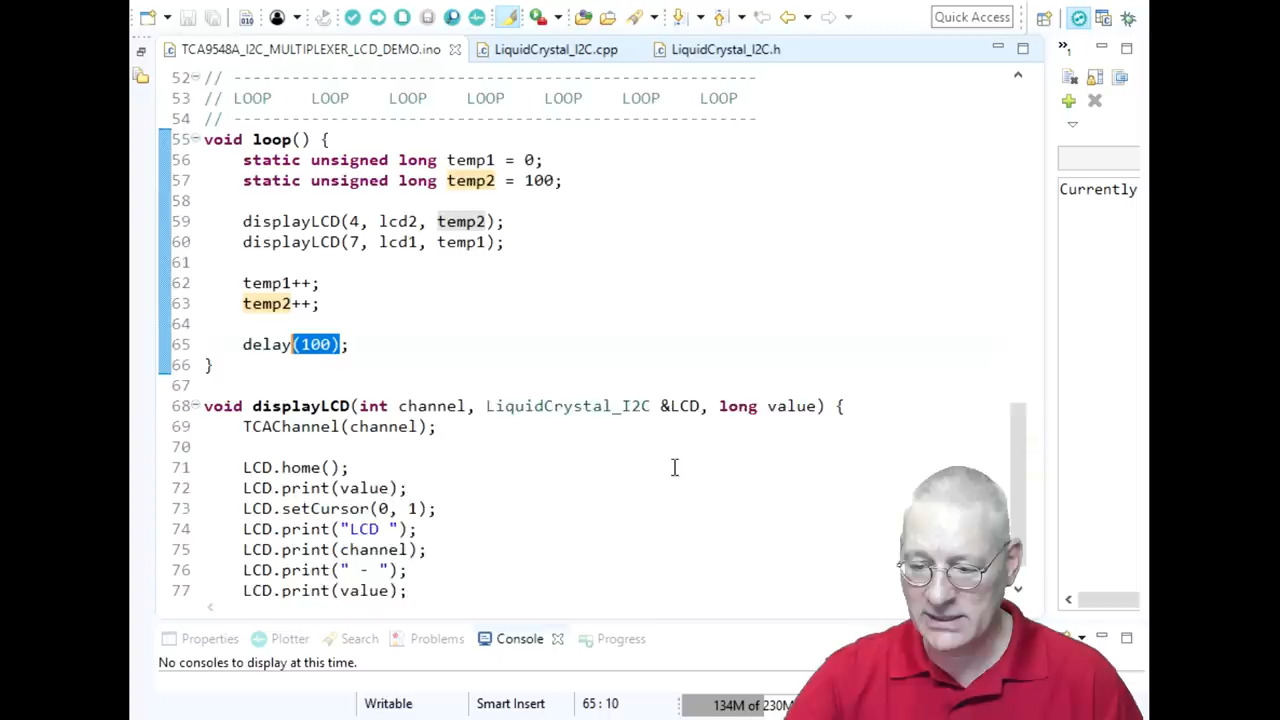 Quick Access
TCA9548A_I2C_MULTIPLEXER_LCD_DEMO.ino
LiquidCrystal_I2C.cpp
LiquidCrystal_I2C.h
52 // ------------------------------------------------------
53 // LOOP LOOP LOOP LOOP LOOP LOOP LOOP
54 // ------------------------------------------------------
55 void loop() {
56 static unsigned long temp1 = 0;
57 static unsigned long temp2 = 100;
58
59 displayLCD(4, lcd2, temp2);
60 displayLCD(7, lcd1, temp1);
61
62 temp1++;
63 temp2++;
64
65 delay(100);
66 }
67
68 void displayLCD(int channel, LiquidCrystal_I2C &LCD, long value) {
69 TCAChannel(channel);
70
71 LCD.home();
72 LCD.print(value);
73 LCD.setCursor(0, 1);
74 LCD.print("LCD ");
75 LCD.print(channel);
76 LCD.print(" - ");
77 LCD.print(value);
Currently
Properties Plotter Search Problems Console Progress
No consoles to display at this time.
Writable Smart Insert 65 : 10 134M of 230M